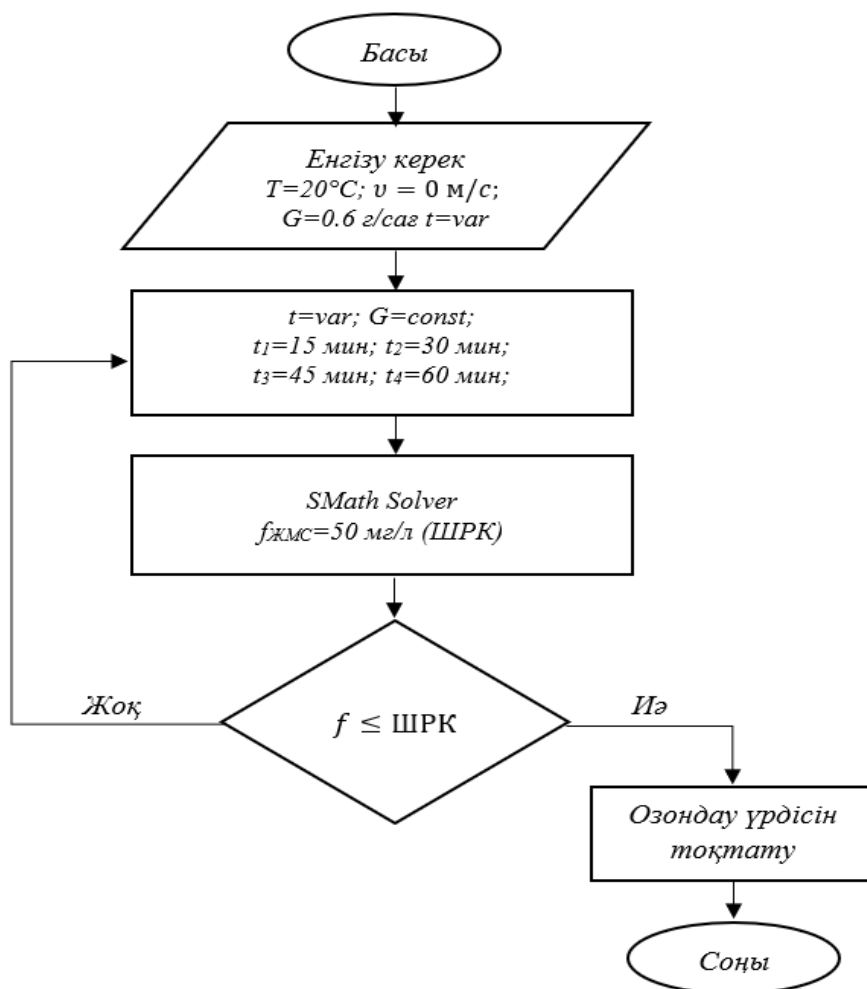 Басы
Енгізу керек
T=20°C; υ = 0 м/с;
G=0.6 г/сағ t=var
t=var; G=const;
t₁=15 мин; t₂=30 мин;
t₃=45 мин; t₄=60 мин;
SMath Solver
fЖМС=50 мг/л (ШРК)
f ≤ ШРК
Жоқ
Иә
Озондау үрдісін
тоқтату
Соңы